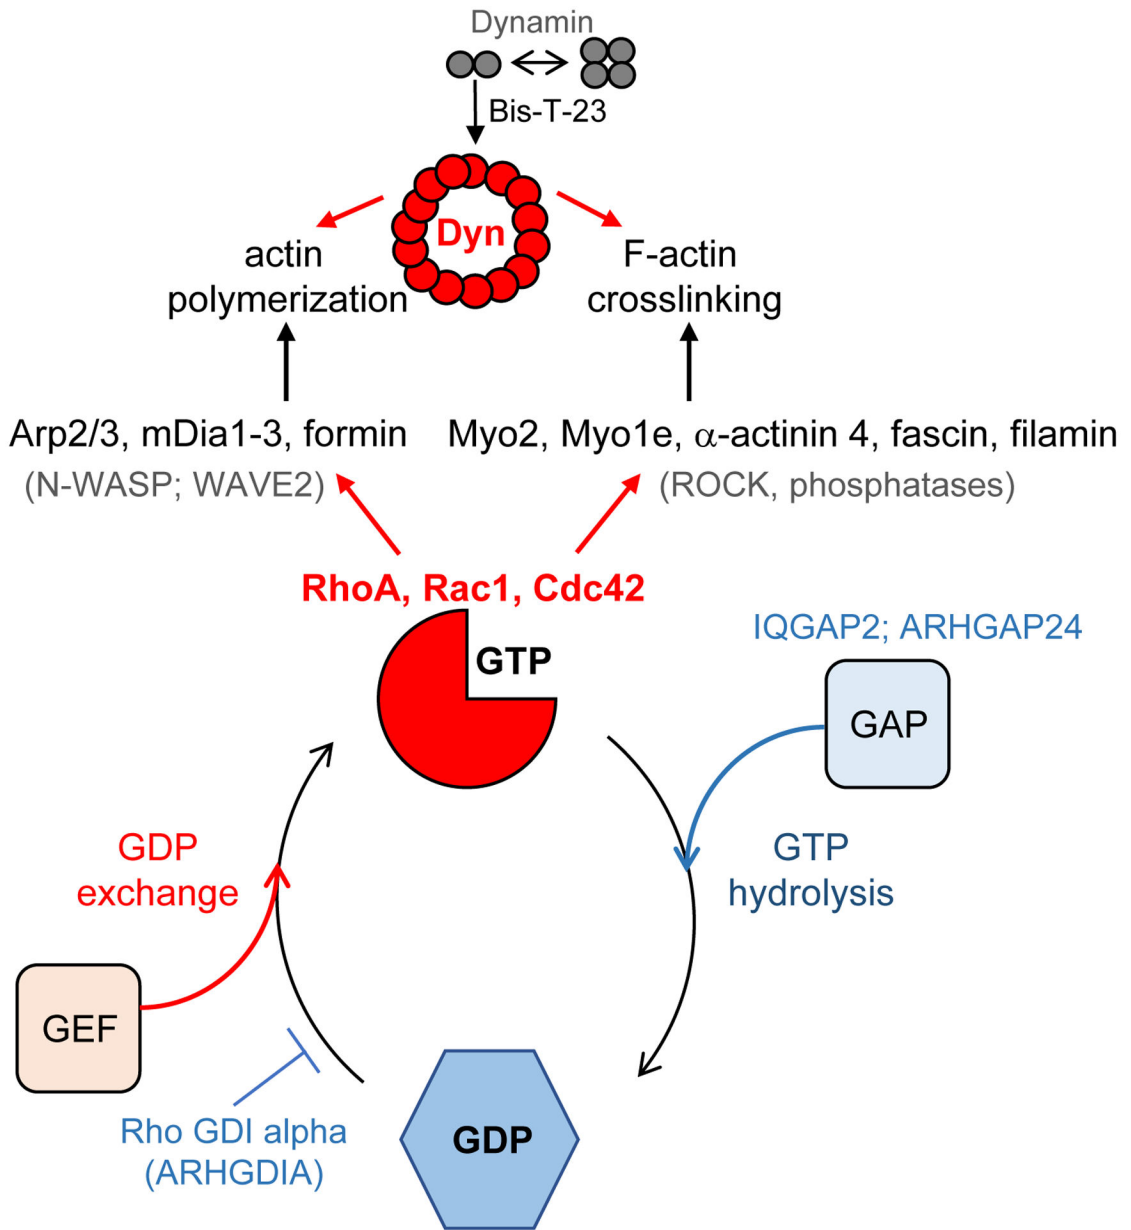 Dynamin
Bis-T-23
Dyn
actin
polymerization
F-actin
crosslinking
Arp2/3, mDia1-3, formin
(N-WASP; WAVE2)
Myo2, Myo1e, α-actinin 4, fascin, filamin
(ROCK, phosphatases)
RhoA, Rac1, Cdc42
GTP
IQGAP2; ARHGAP24
GAP
GDP
exchange
GTP
hydrolysis
GEF
Rho GDI alpha
(ARHGDIA)
GDP